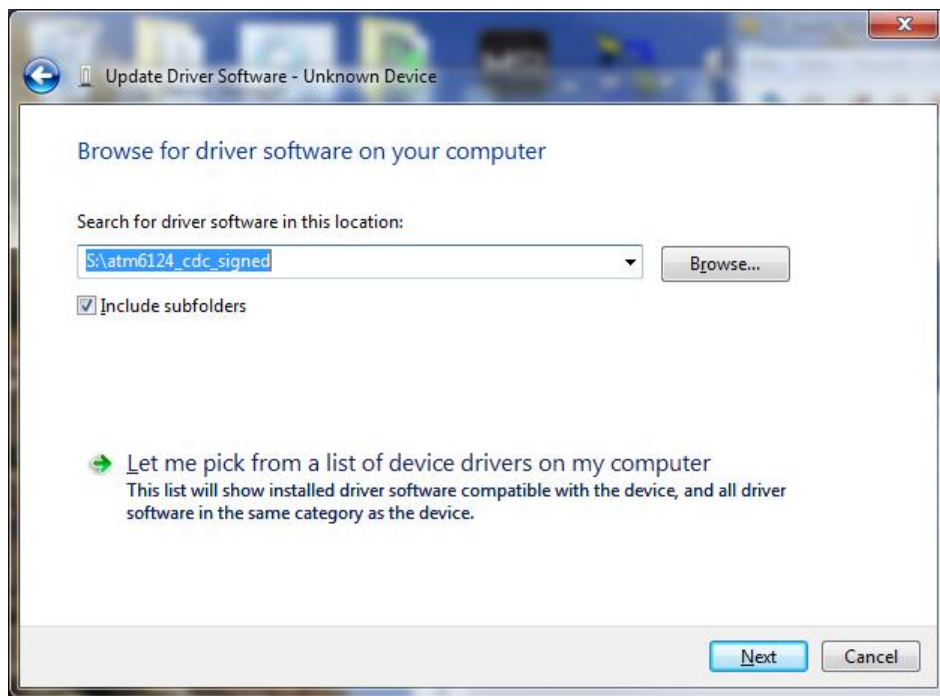 Update Driver Software - Unknown Device
Browse for driver software on your computer
Search for driver software in this location:
S:\atm6124_cdc_signed
Browse...
Include subfolders
Let me pick from a list of device drivers on my computer
This list will show installed driver software compatible with the device, and all driver
software in the same category as the device.
Next
Cancel